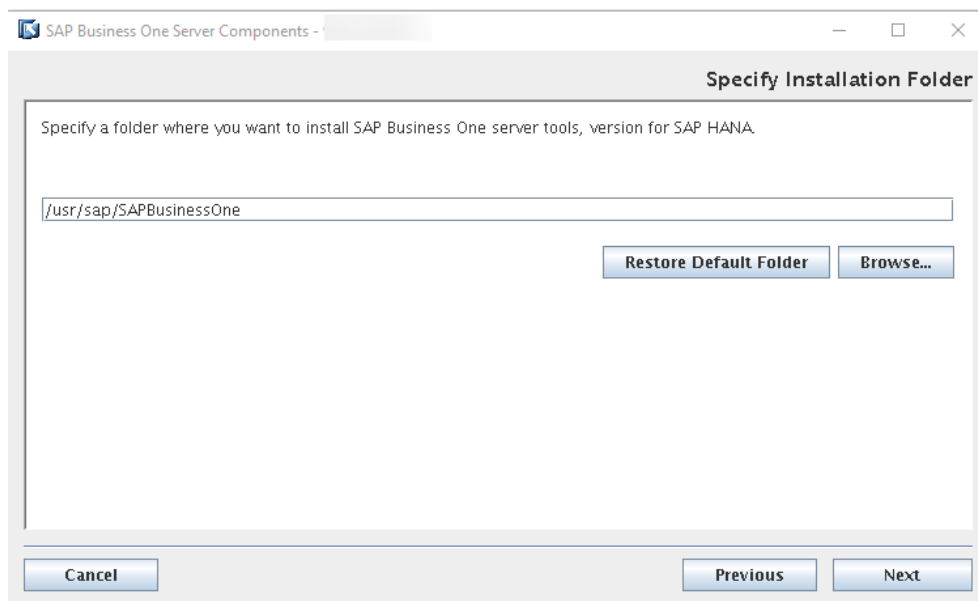 SAP Business One Server Components -
Specify Installation Folder
Specify a folder where you want to install SAP Business One server tools, version for SAP HANA.
/usr/sap/SAPBusinessOne
Restore Default Folder
Browse...
Cancel
Previous
Next